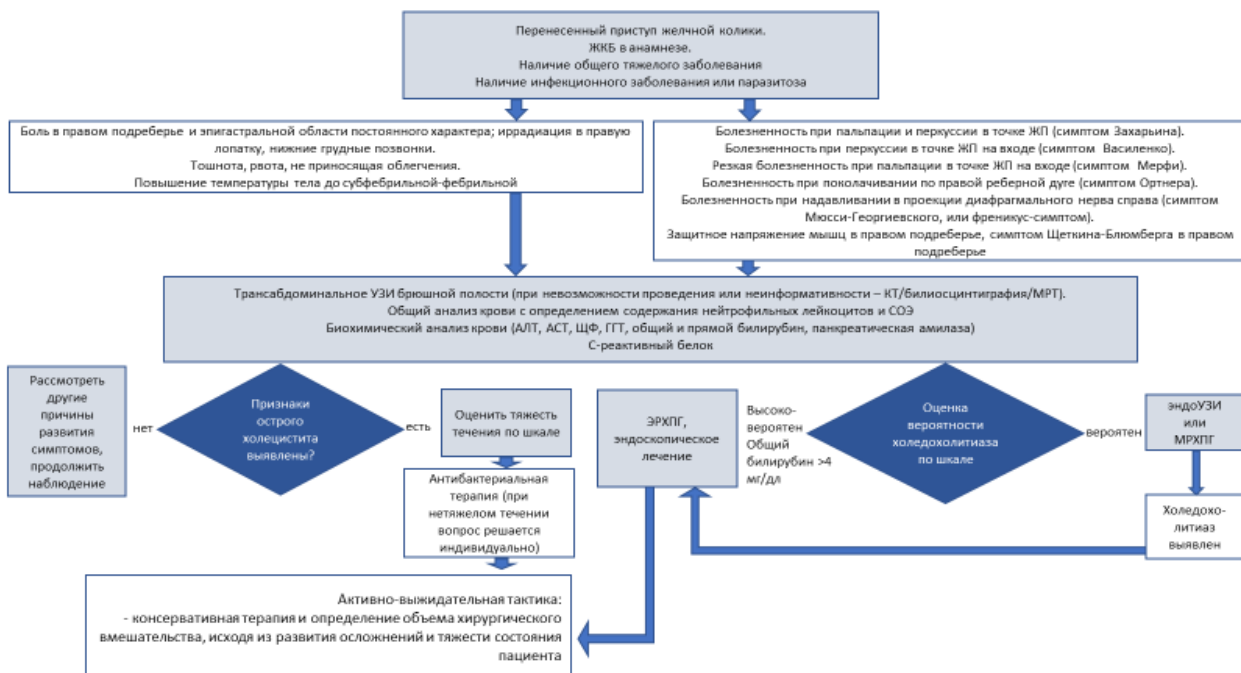 Перенесенный приступ желчной колики.
ЖКБ в анамнезе.
Наличие общего тяжелого заболевания
Наличие инфекционного заболевания или паразитоза
Боль в правом подреберье и эпигастральной области постоянного характера; иррадиация в правую
лопатку, нижние грудные позвонки.
Тошнота, рвота, не приносящая облегчения.
Повышение температуры тела до субфебрильной-фебрильной
Болезненность при пальпации и перкуссии в точке ЖП (симптом Захарьина).
Болезненность при перкуссии в точке ЖП на входе (симптом Василенко).
Резкая болезненность при пальпации в точке ЖП на входе (симптом Мерфи).
Болезненность при поколачивании по правой реберной дуге (симптом Ортнера).
Болезненность при надавливании в проекции диафрагмального нерва справа (симптом
Мюсси-Георгиевского, или френикус-симптом).
Защитное напряжение мышц в правом подреберье, симптом Щеткина-Блюмберга в правом
подреберье
Трансабдоминальное УЗИ брюшной полости (при невозможности проведения или неинформативности – КТ/билиосцинтиграфия/МРТ).
Общий анализ крови с определением содержания нейтрофильных лейкоцитов и СОЭ
Биохимический анализ крови (АЛТ, АСТ, ЩФ, ГГТ, общий и прямой билирубин, панкреатическая амилаза)
С-реактивный белок
Рассмотреть
другие
причины
развития
симптомов,
продолжить
наблюдение
нет
Признаки
острого
холецистита
выявлены?
есть
Оценить тяжесть
течения по шкале
Антибактериальная
терапия (при
нетяжелом течении
вопрос решается
индивидуально)
ЭРХПГ,
эндоскопическое
лечение
Высоко-
вероятен
Общий
билирубин >4
мг/дл
Оценка
вероятности
холедохолитиаза
по шкале
вероятен
эндоУЗИ
или
МРХПГ
Холедохо-
литиаз
выявлен
Активно-выжидательная тактика:
- консервативная терапия и определение объема хирургического
вмешательства, исходя из развития осложнений и тяжести состояния
пациента